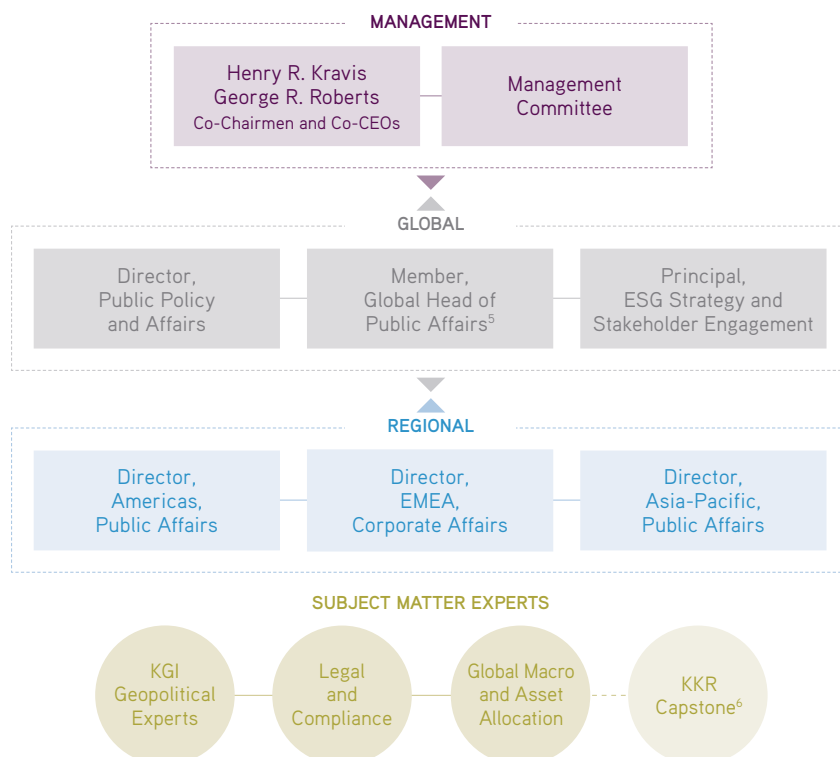 MANAGEMENT
Henry R. Kravis
George R. Roberts
Co-Chairmen and Co-CEOs
Management
Committee
GLOBAL
Director,
Public Policy
and Affairs
Member,
Global Head of
Public Affairs⁵
Principal,
ESG Strategy and
Stakeholder Engagement
REGIONAL
Director,
Americas,
Public Affairs
Director,
EMEA,
Corporate Affairs
Director,
Asia-Pacific,
Public Affairs
SUBJECT MATTER EXPERTS
KGI
Geopolitical
Experts
Legal
and
Compliance
Global Macro
and Asset
Allocation
KKR
Capstone⁶